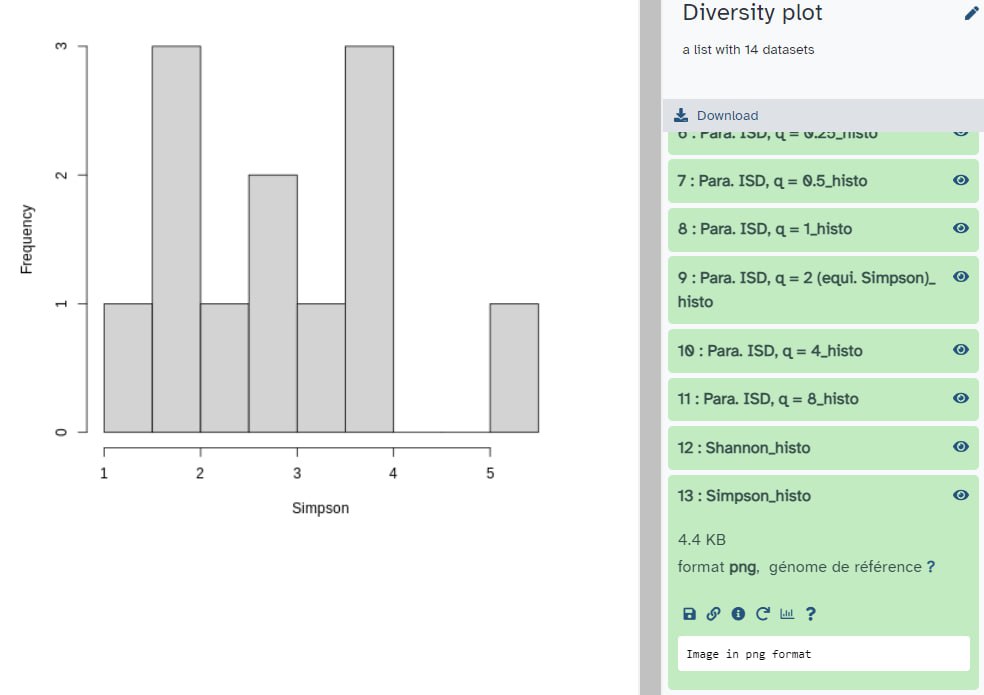 3
2
1
0
Frequency
1 2 3 4 5
Simpson
Diversity plot
a list with 14 datasets
Download
6 : Para. ISD, q = 0.25_histo
7 : Para. ISD, q = 0.5_histo
8 : Para. ISD, q = 1_histo
9 : Para. ISD, q = 2 (equi. Simpson)_
histo
10 : Para. ISD, q = 4_histo
11 : Para. ISD, q = 8_histo
12 : Shannon_histo
13 : Simpson_histo
4.4 KB
format png, génome de référence ?
?
Image in png format